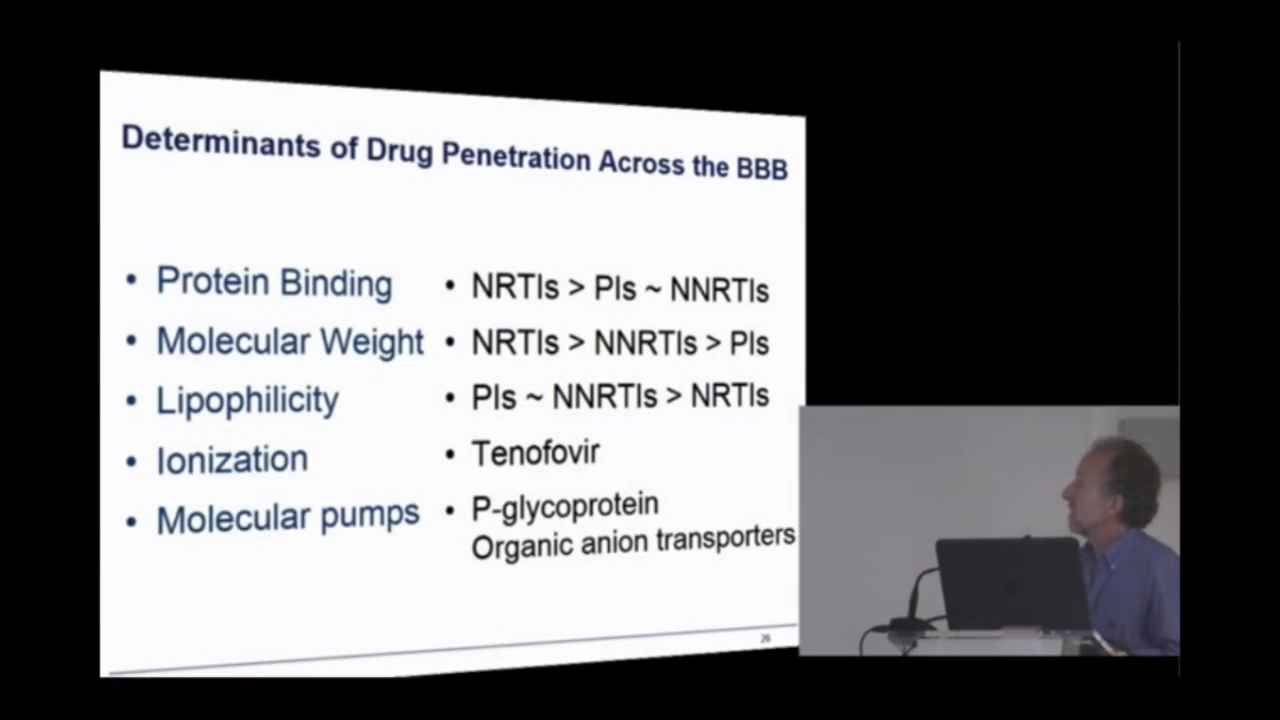 Determinants of Drug Penetration Across the BBB
• Protein Binding
• Molecular Weight
• Lipophilicity
• Ionization
• Molecular pumps
• NRTIs > PIs ~ NNRTIs
• NRTIs > NNRTIs > PIs
• PIs ~ NNRTIs > NRTIs
• Tenofovir
• P-glycoprotein
Organic anion transporters
26